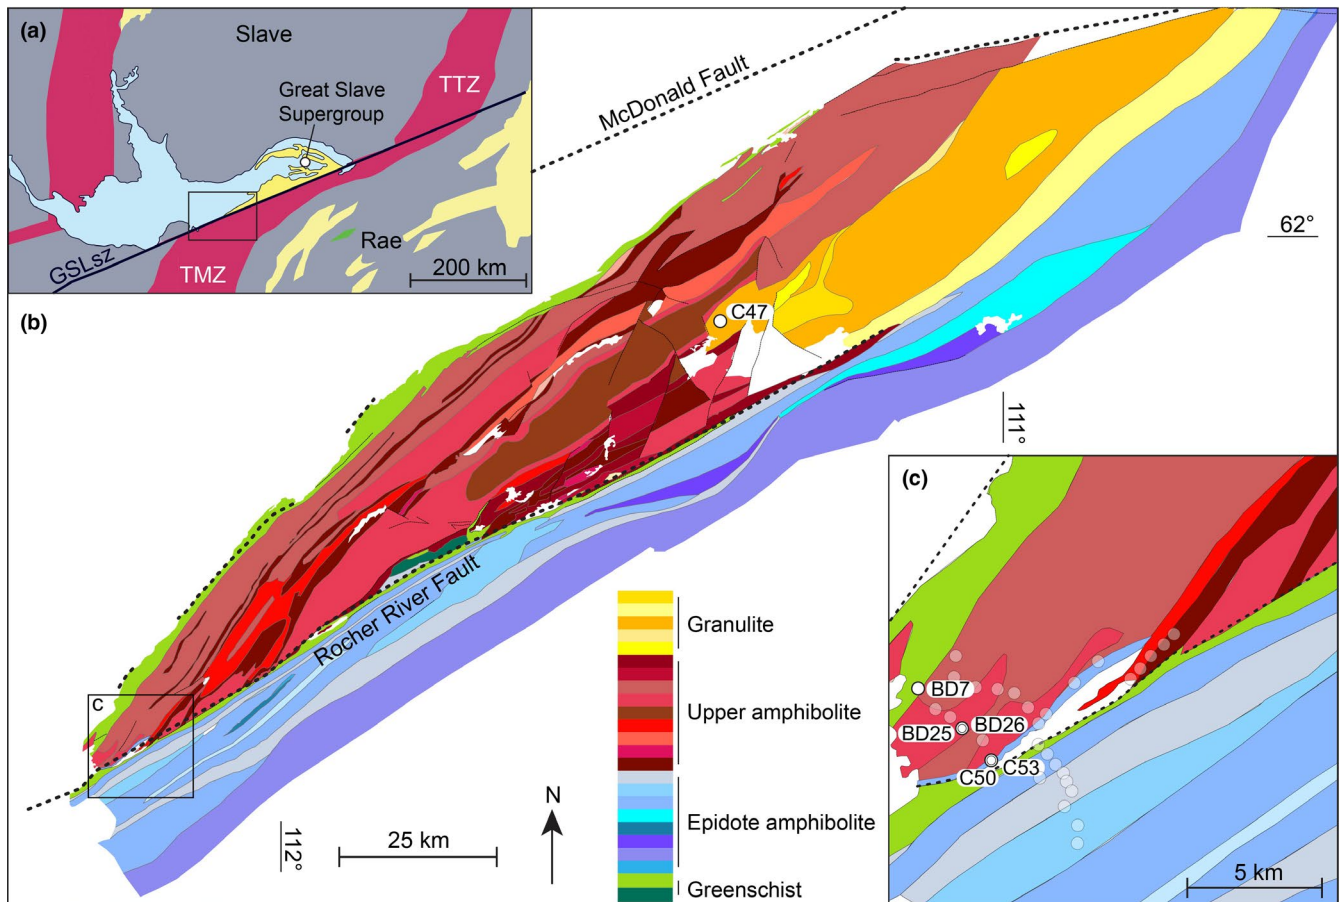 (a)
Slave
TTZ
Great Slave
Supergroup
GSLsz
TMZ
Rae
200 km
McDonald Fault
62°
(b)
C47
111°
Rocher River Fault
c
112°
25 km
N
Granulite
Upper amphibolite
Epidote amphibolite
Greenschist
(c)
BD7
BD25
BD26
C50
C53
5 km